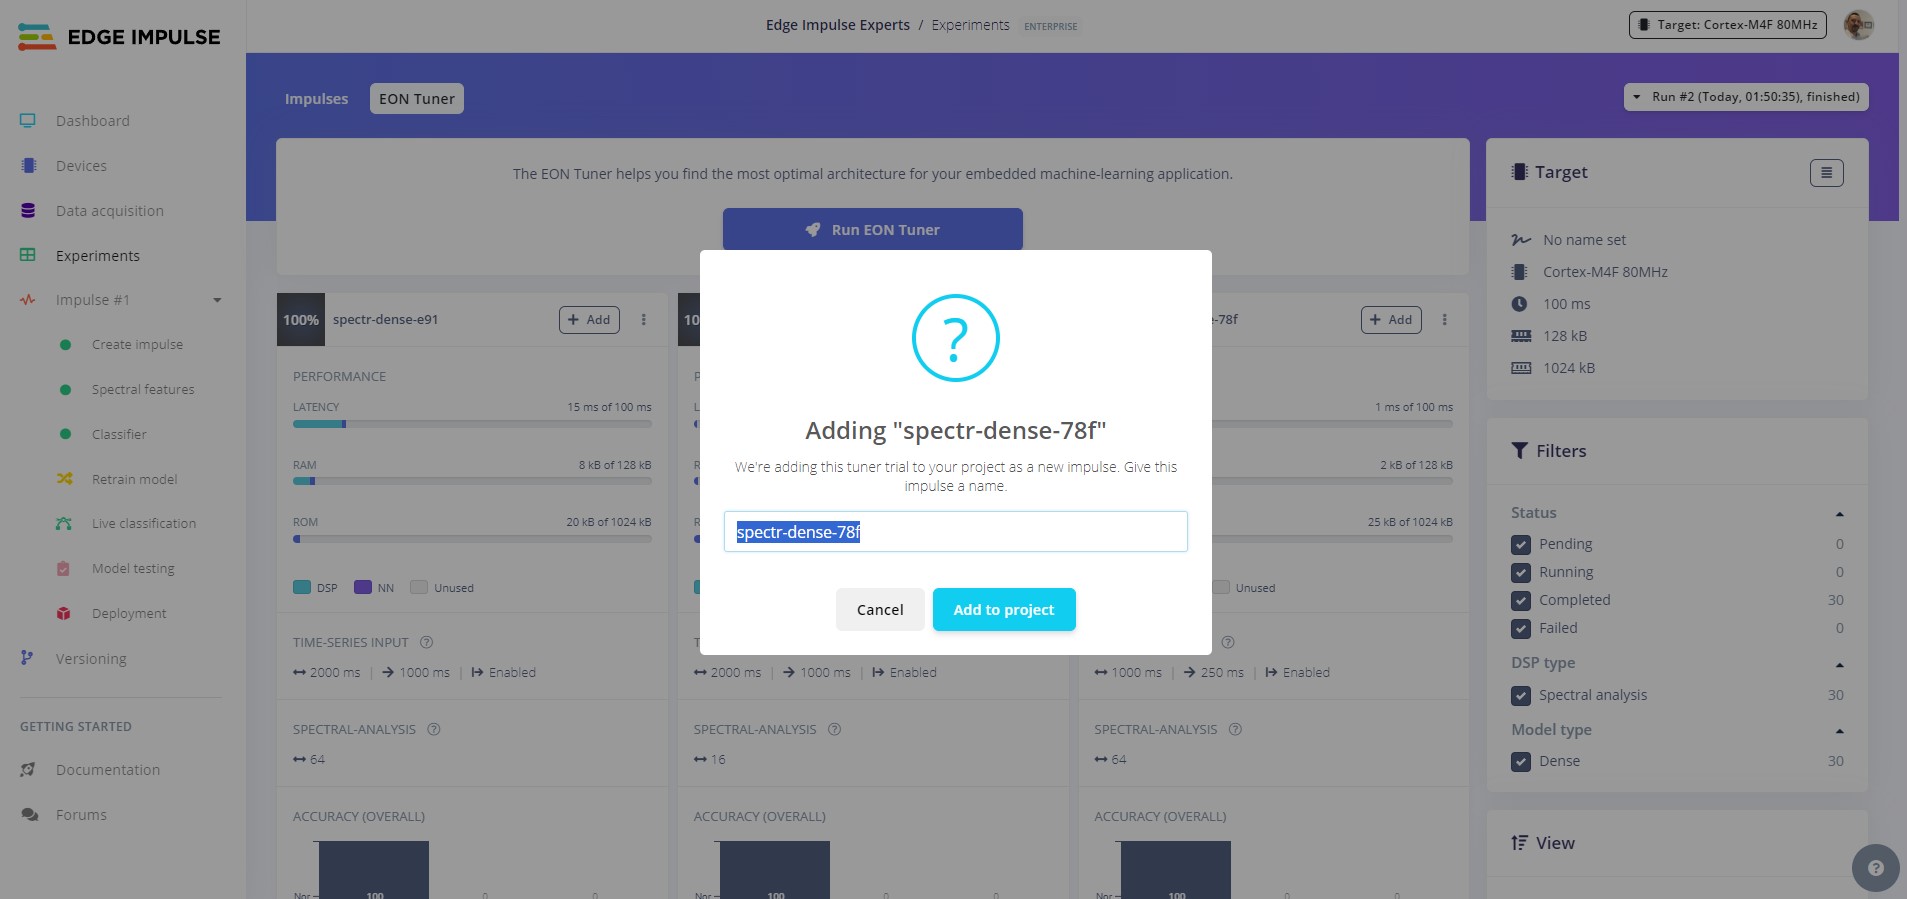 EDGE IMPULSE
Edge Impulse Experts / Experiments ENTERPRISE
Target: Cortex-M4F 80MHz
Dashboard
Devices
Data acquisition
Experiments
Impulse #1
Create impulse
Spectral features
Classifier
Retrain model
Live classification
Model testing
Deployment
Versioning
GETTING STARTED
Documentation
Forums
Impulses
EON Tuner
Run #2 (Today, 01:50:35), finished)
The EON Tuner helps you find the most optimal architecture for your embedded machine-learning application.
Run EON Tuner
100% spectr-dense-e91 + Add
PERFORMANCE
LATENCY 15 ms of 100 ms
RAM 8 kB of 128 kB
ROM 20 kB of 1024 kB
DSP NN Unused
TIME-SERIES INPUT ?
2000 ms | 1000 ms | Enabled
SPECTRAL-ANALYSIS ?
64
ACCURACY (OVERALL)
100 0 0
10
2000 ms | 1000 ms | Enabled
SPECTRAL-ANALYSIS ?
16
ACCURACY (OVERALL)
100 0 0
?
Adding "spectr-dense-78f"
We're adding this tuner trial to your project as a new impulse. Give this
impulse a name.
spectr-dense-78f
Cancel
Add to project
-78f + Add
1 ms of 100 ms
2 kB of 128 kB
25 kB of 1024 kB
Unused
?
1000 ms | 250 ms | Enabled
SPECTRAL-ANALYSIS ?
64
ACCURACY (OVERALL)
100 0 0
Target
No name set
Cortex-M4F 80MHz
100 ms
128 kB
1024 kB
Filters
Status
Pending 0
Running 0
Completed 30
Failed 0
DSP type
Spectral analysis 30
Model type
Dense 30
View
?